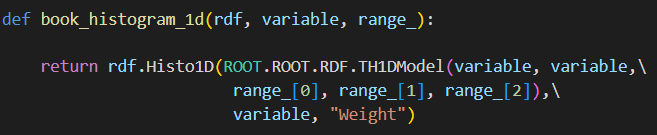 def book_histogram_1d(rdf, variable, range_):
return rdf.Histo1D(ROOT.ROOT.RDF.TH1DModel(variable, variable,\
range_[0], range_[1], range_[2]),\
variable, "Weight")